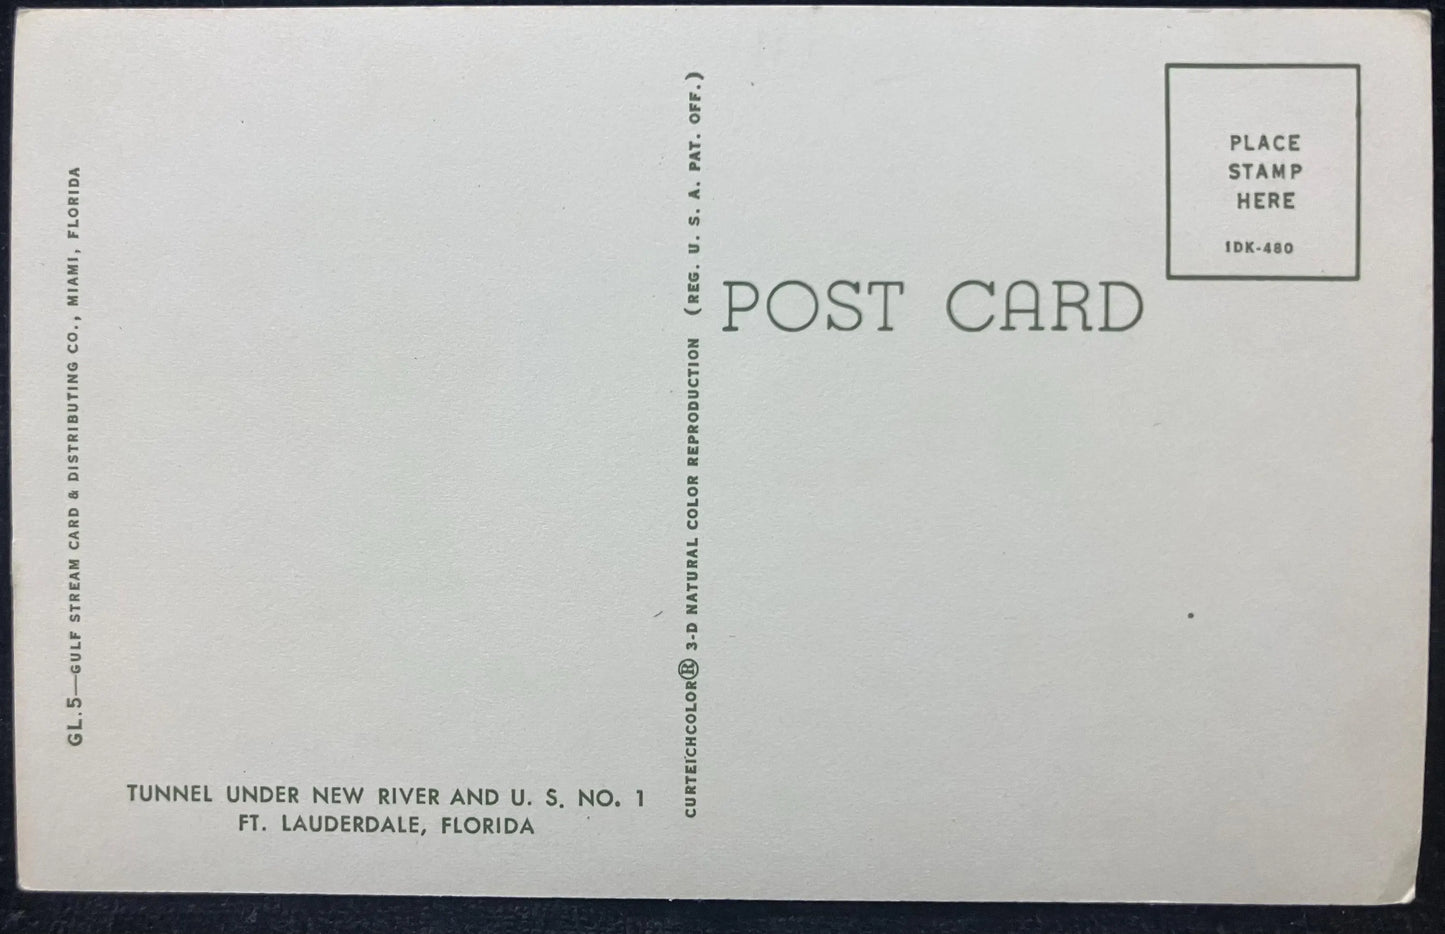 GL.5—GULF STREAM CARD & DISTRIBUTING CO., MIAMI, FLORIDA
TUNNEL UNDER NEW RIVER AND U. S. NO. 1
FT. LAUDERDALE, FLORIDA
CURTEICHCOLOR® 3-D NATURAL COLOR REPRODUCTION (REG. U. S. A. PAT. OFF.)
POST CARD
PLACE
STAMP
HERE
1DK-480